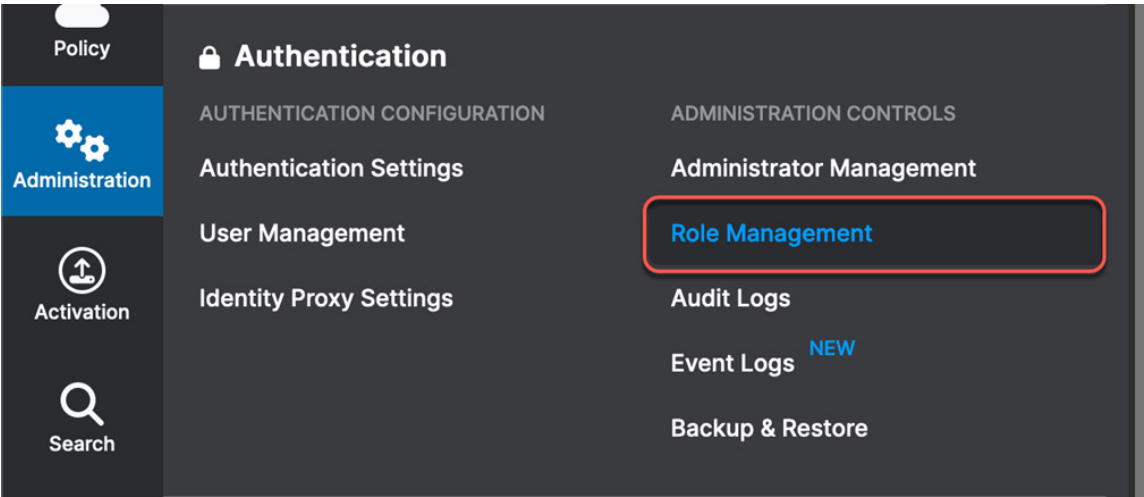 Policy
Administration
Activation
Search
Authentication
AUTHENTICATION CONFIGURATION
Authentication Settings
User Management
Identity Proxy Settings
ADMINISTRATION CONTROLS
Administrator Management
Role Management
Audit Logs
Event Logs NEW
Backup & Restore